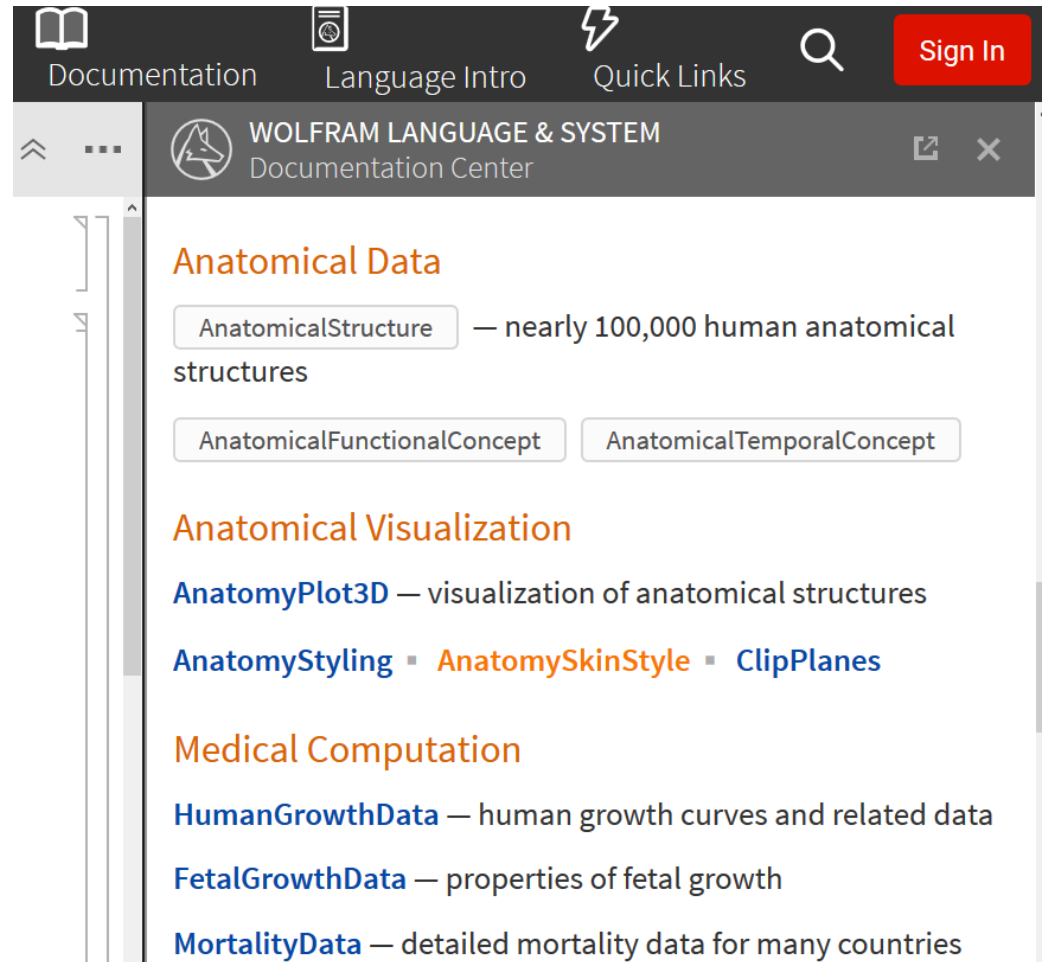 Documentation
Language Intro
Quick Links
Sign In
WOLFRAM LANGUAGE & SYSTEM
Documentation Center
Anatomical Data
AnatomicalStructure — nearly 100,000 human anatomical
structures
AnatomicalFunctionalConcept AnatomicalTemporalConcept
Anatomical Visualization
AnatomyPlot3D — visualization of anatomical structures
AnatomyStyling ▪ AnatomySkinStyle ▪ ClipPlanes
Medical Computation
HumanGrowthData — human growth curves and related data
FetalGrowthData — properties of fetal growth
MortalityData — detailed mortality data for many countries